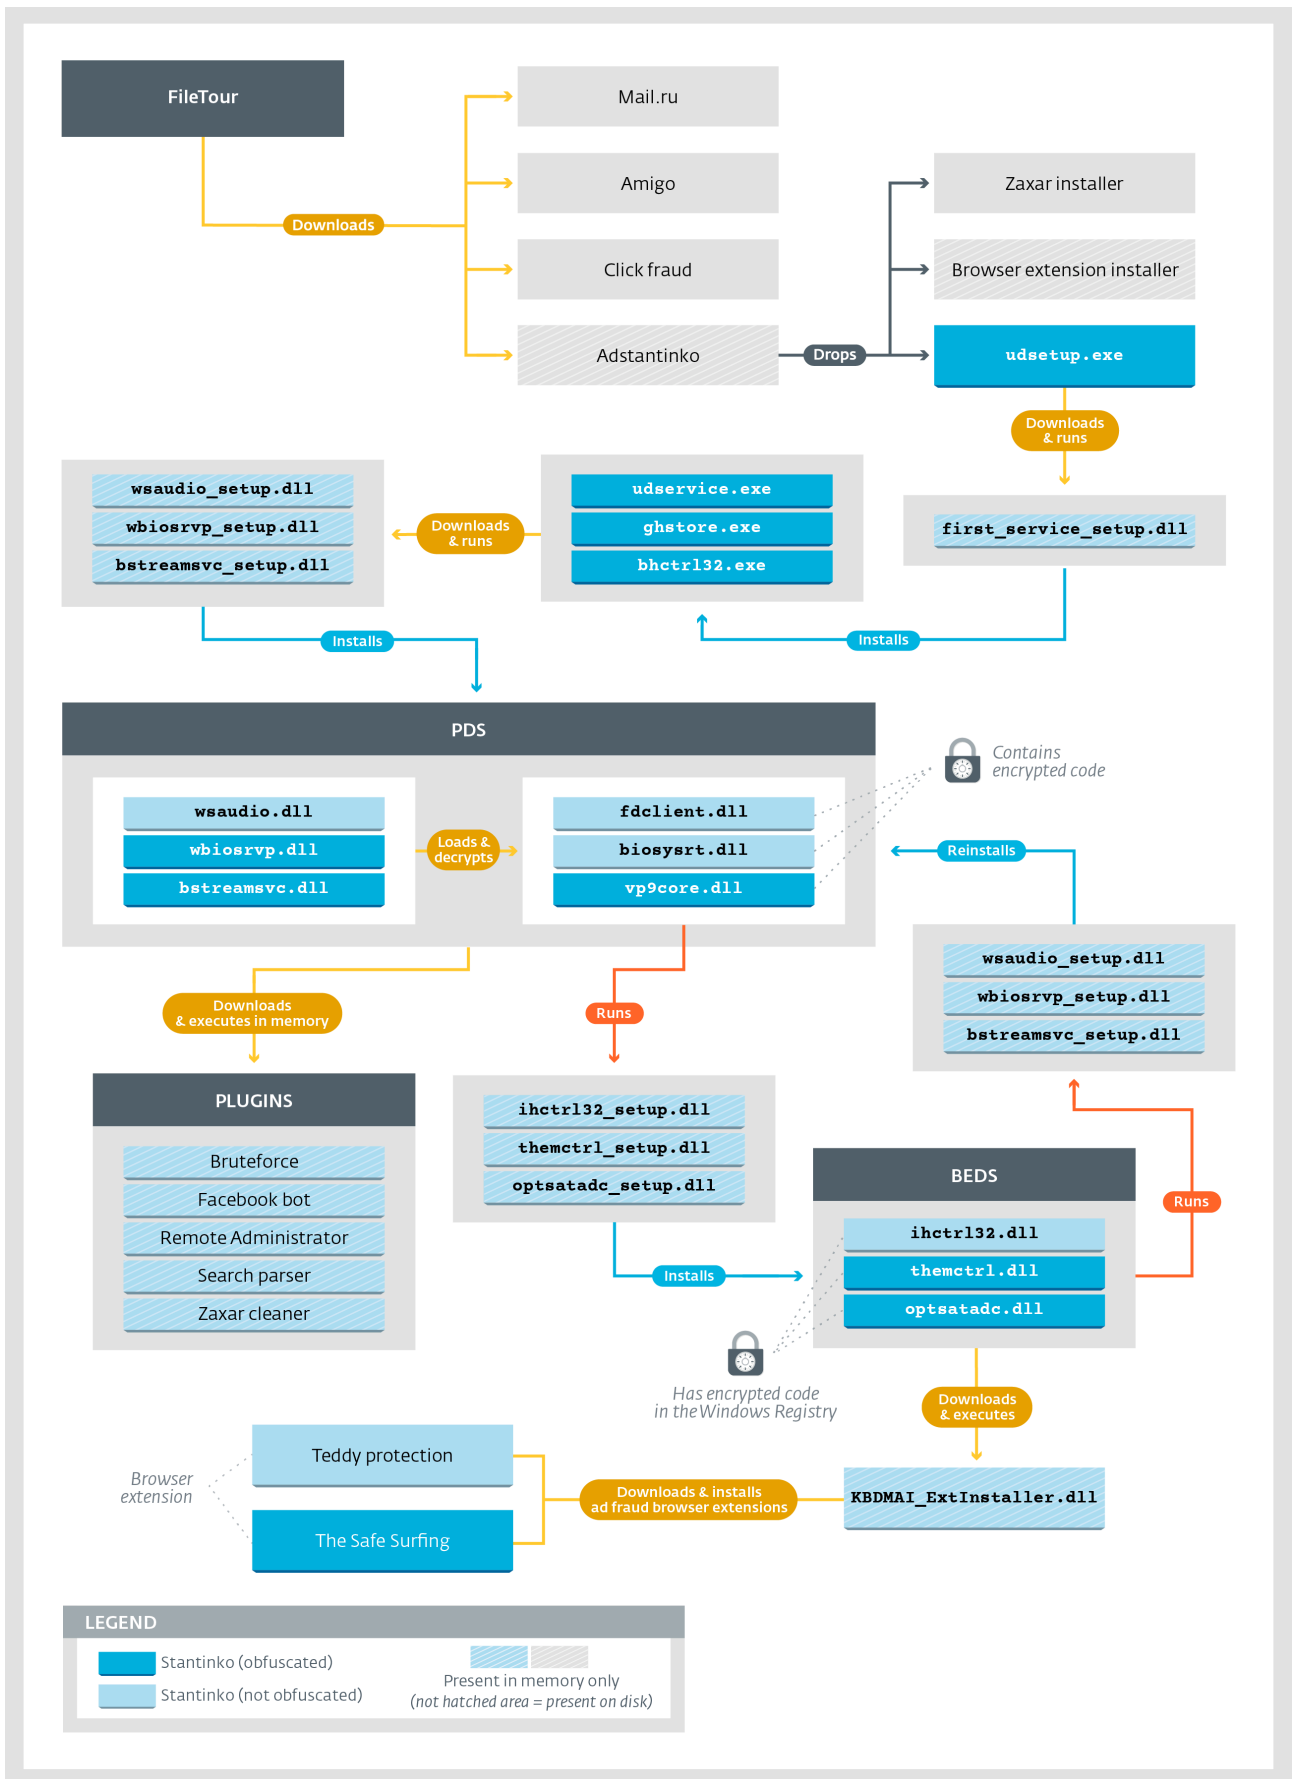 FileTour
Mail.ru
Amigo
Zaxar installer
Downloads
Click fraud
Browser extension installer
Adstantinko
Drops
udsetup.exe
Downloads
& runs
wsaudio_setup.dll
wbiosrvp_setup.dll
bstreamsvc_setup.dll
Downloads
& runs
udservice.exe
ghstore.exe
bhctrl32.exe
first_service_setup.dll
Installs
Installs
PDS
wsaudio.dll
wbiosrvp.dll
bstreamsvc.dll
Loads &
decrypts
fdclient.dll
biosysrt.dll
vp9core.dll
Contains
encrypted code
Reinstalls
wsaudio_setup.dll
wbiosrvp_setup.dll
bstreamsvc_setup.dll
Downloads
& executes in memory
Runs
PLUGINS
Bruteforce
Facebook bot
Remote Administrator
Search parser
Zaxar cleaner
ihctrl32_setup.dll
themctrl_setup.dll
optsatadc_setup.dll
BEDS
ihctrl32.dll
themctrl.dll
optsatadc.dll
Runs
Installs
Has encrypted code
in the Windows Registry
Downloads
& executes
Browser
extension
Teddy protection
The Safe Surfing
Downloads & installs
ad fraud browser extensions
KBDMAI_ExtInstaller.dll
LEGEND
Stantinko (obfuscated)
Stantinko (not obfuscated)
Present in memory only
(not hatched area = present on disk)